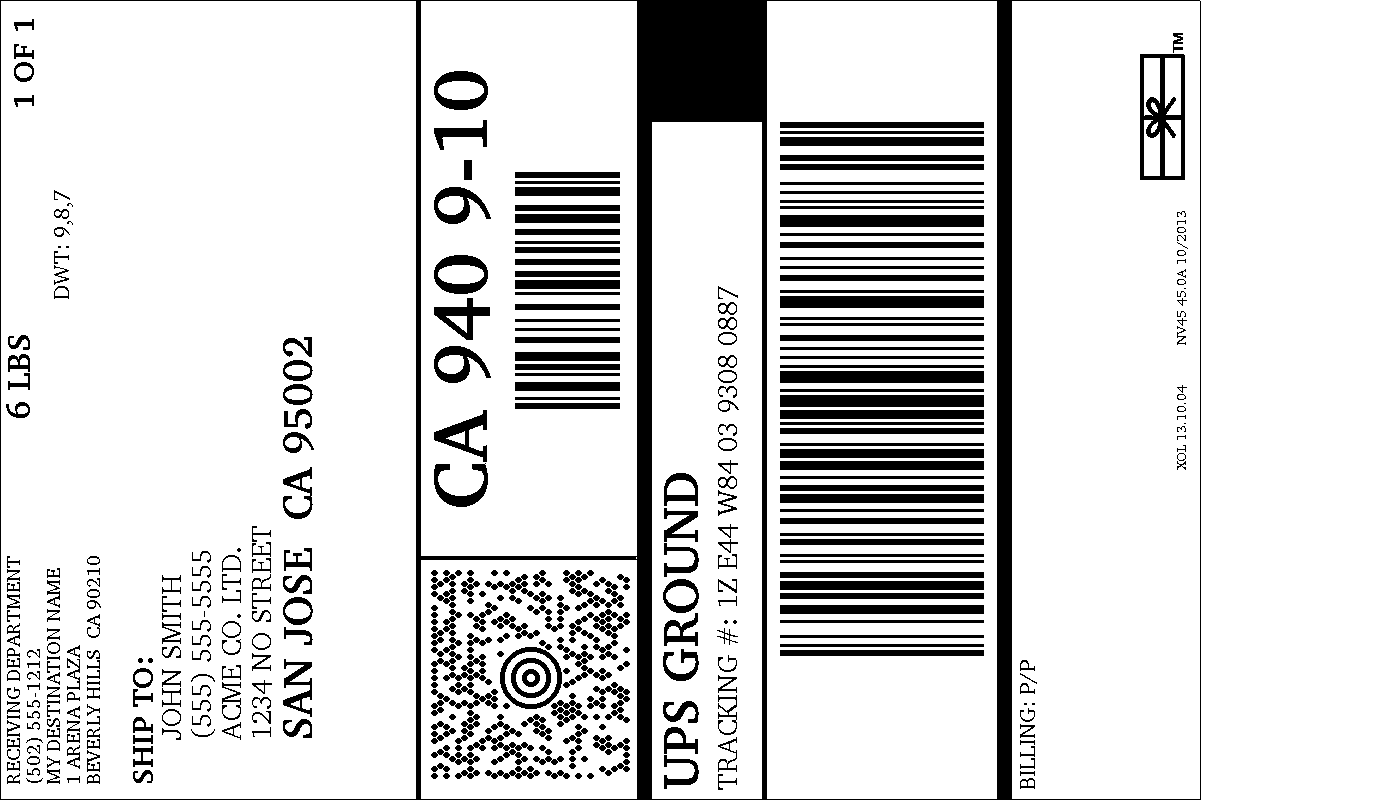 RECEIVING DEPARTMENT
(502) 555-1212
MY DESTINATION NAME
1 ARENA PLAZA
BEVERLY HILLS CA 90210
6 LBS
1 OF 1
DWT: 9,8,7
SHIP TO:
JOHN SMITH
(555) 555-5555
ACME CO. LTD.
1234 NO STREET
SAN JOSE CA 95002
CA 940 9-10
UPS GROUND
TRACKING #: 1Z E44 W84 03 9308 0887
BILLING: P/P
XOL 13.10.04 NV45 45.0A 10/2013
TM